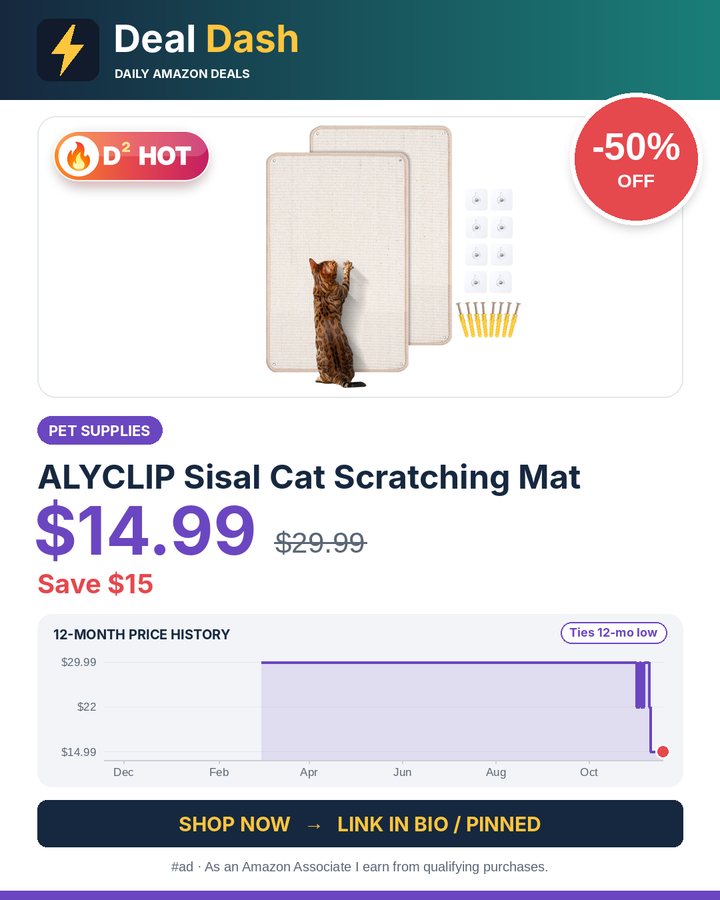 Deal Dash
DAILY AMAZON DEALS
D² HOT
-50%
OFF
PET SUPPLIES
ALYCLIP Sisal Cat Scratching Mat
$14.99 $29.99
Save $15
12-MONTH PRICE HISTORY
Ties 12-mo low
$29.99
$22
$14.99
Dec Feb Apr Jun Aug Oct
SHOP NOW → LINK IN BIO / PINNED
#ad · As an Amazon Associate I earn from qualifying purchases.